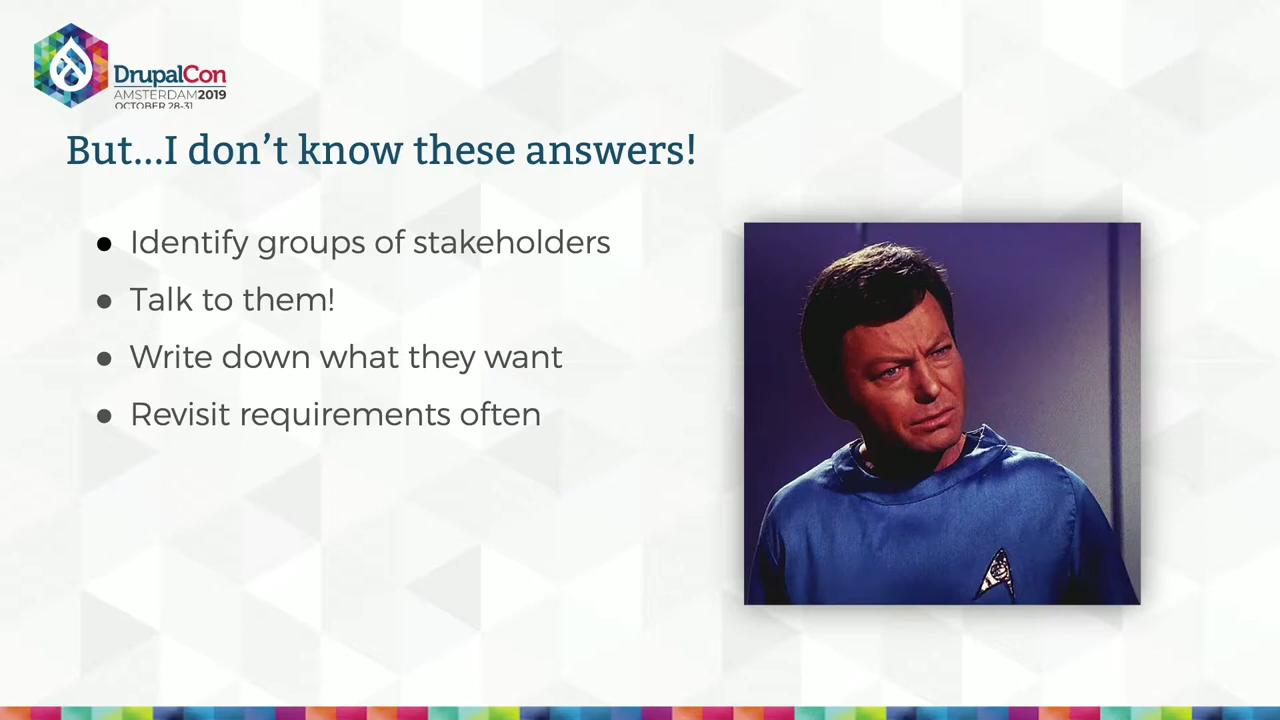 DrupalCon
AMSTERDAM2019
OCTOBER 28-31
But...I don't know these answers!
● Identify groups of stakeholders
● Talk to them!
● Write down what they want
● Revisit requirements often